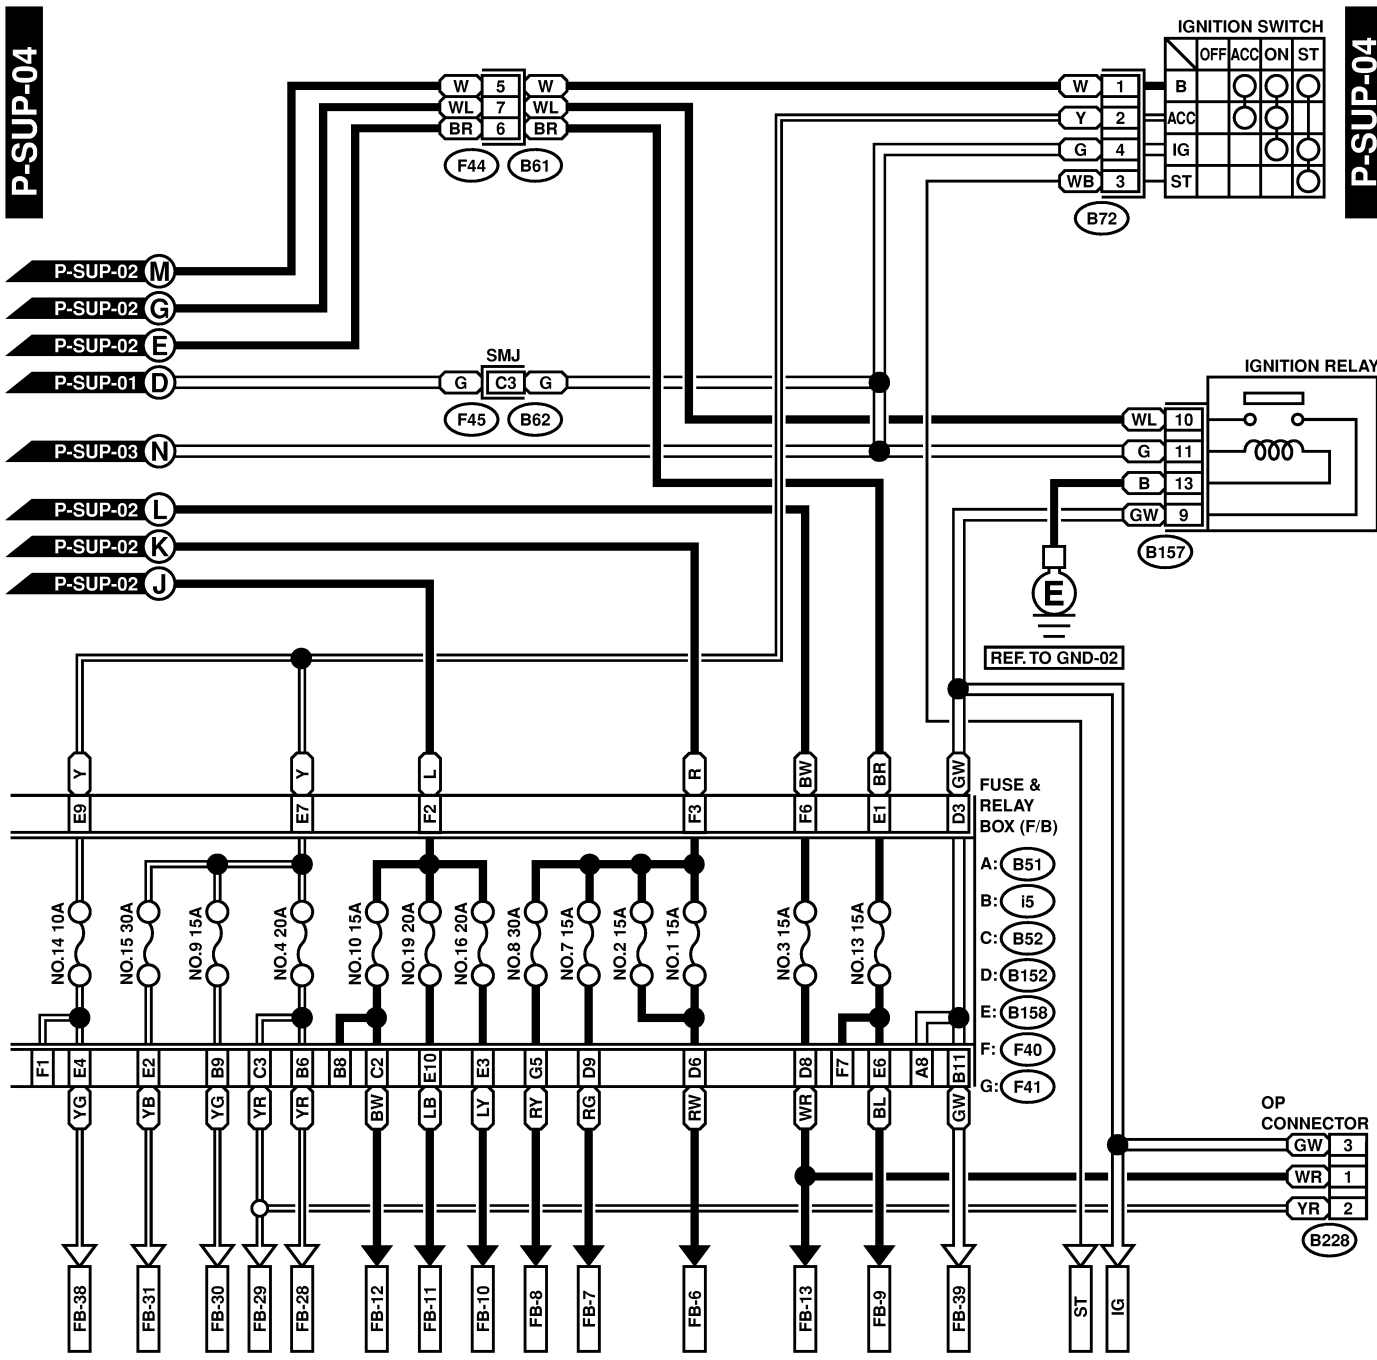 P-SUP-04
P-SUP-04
IGNITION SWITCH
OFF ACC ON ST
B
ACC
IG
ST
W 5 W
WL 7 WL
BR 6 BR
F44 B61
W 1
Y 2
G 4
WB 3
B72
P-SUP-02 M
P-SUP-02 G
P-SUP-02 E
P-SUP-01 D
P-SUP-03 N
P-SUP-02 L
P-SUP-02 K
P-SUP-02 J
SMJ
G C3 G
F45 B62
IGNITION RELAY
WL 10
G 11
B 13
GW 9
B157
E
REF. TO GND-02
Y Y L R BW BR GW
E9 E7 F2 F3 F6 E1 D3
FUSE &
RELAY
BOX (F/B)
A: B51
B: i5
C: B52
D: B152
E: B158
F: F40
G: F41
NO.14 10A
NO.15 30A
NO.9 15A
NO.4 20A
NO.10 15A
NO.19 20A
NO.16 20A
NO.8 30A
NO.7 15A
NO.2 15A
NO.1 15A
NO.3 15A
NO.13 15A
F1 E4 E2 B9 C3 B6 B8 C2 E10 E3 G5 D9 D6 D8 F7 E6 A8 B11
YG YB YG YR YR BW LB LY RY RG RW WR BL GW
OP
CONNECTOR
GW 3
WR 1
YR 2
B228
FB-38 FB-31 FB-30 FB-29 FB-28 FB-12 FB-11 FB-10 FB-8 FB-7 FB-6 FB-13 FB-9 FB-39 ST IG